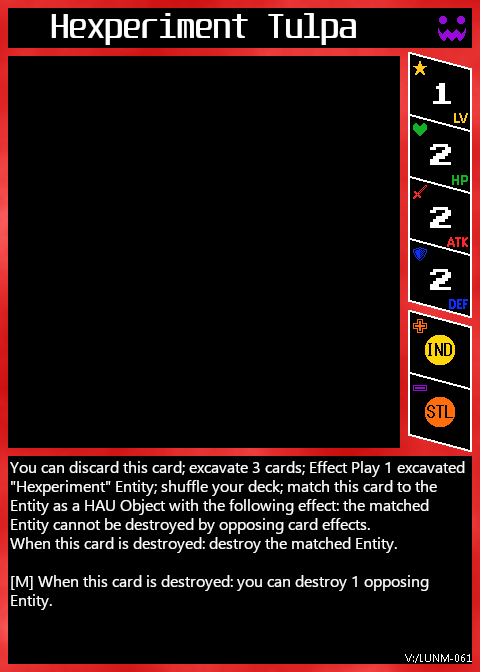 Hexperiment Tulpa
1
LV
2
HP
2
ATK
2
DEF
IND
STL
You can discard this card; excavate 3 cards; Effect Play 1 excavated
"Hexperiment" Entity; shuffle your deck; match this card to the
Entity as a HAU Object with the following effect: the matched
Entity cannot be destroyed by opposing card effects.
When this card is destroyed: destroy the matched Entity.
[M] When this card is destroyed: you can destroy 1 opposing
Entity.
V:/LUNM-061